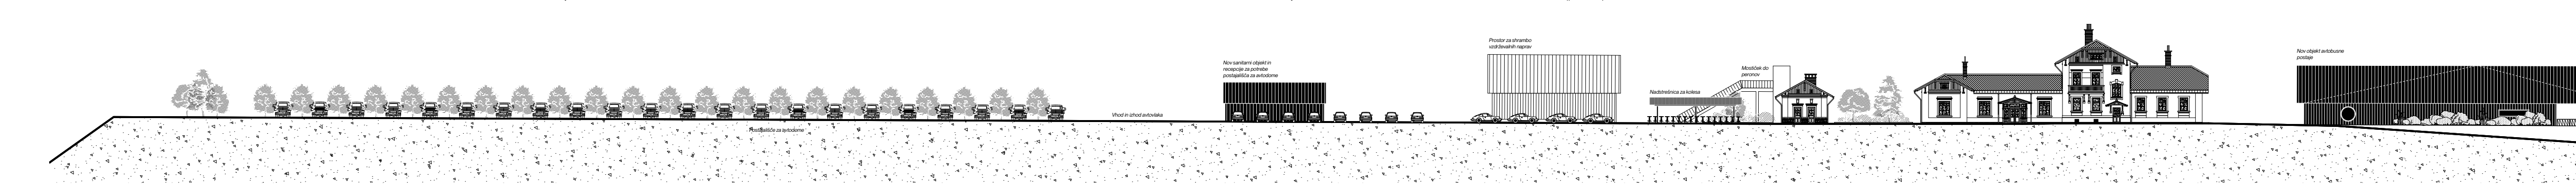 Postajališče za avtodome
Vhod in izhod avtovlaka
Nov sanitarni objekt in
recepcije za potrebe
postajališča za avtodome
Prostor za shrambo
vzdrževalnih naprav
Nadstrešnica za kolesa
Mostiček do
peronov
Nov objekt avtobusne
postaje